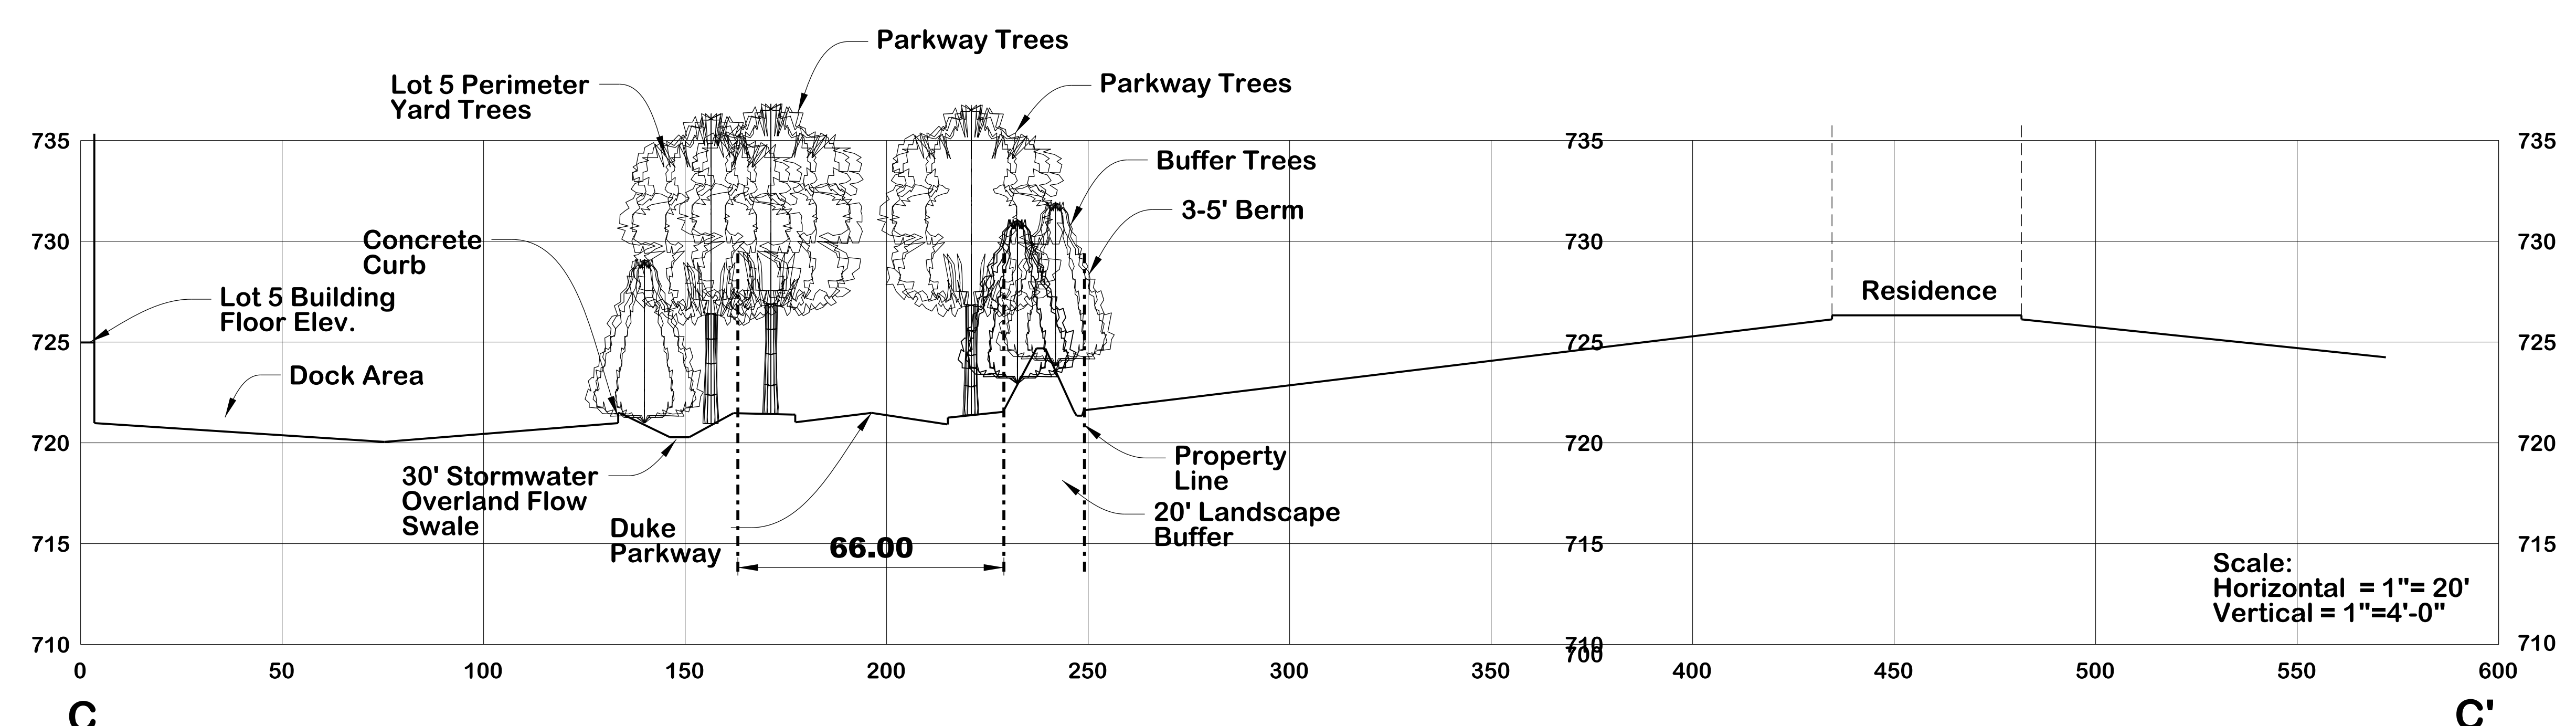 Parkway Trees
Lot 5 Perimeter
Yard Trees
Parkway Trees
735
735
735
Buffer Trees
3-5' Berm
Concrete
Curb
730
730
730
Residence
Lot 5 Building
Floor Elev.
725
725
725
Dock Area
720
720
720
Property
Line
30' Stormwater
Overland Flow
Swale
20' Landscape
Buffer
Duke
Parkway
66.00
715
715
715
Scale:
Horizontal = 1"= 20'
Vertical = 1"=4'-0"
710
710
700
710
0 50 100 150 200 250 300 350 400 450 500 550 600
C C'